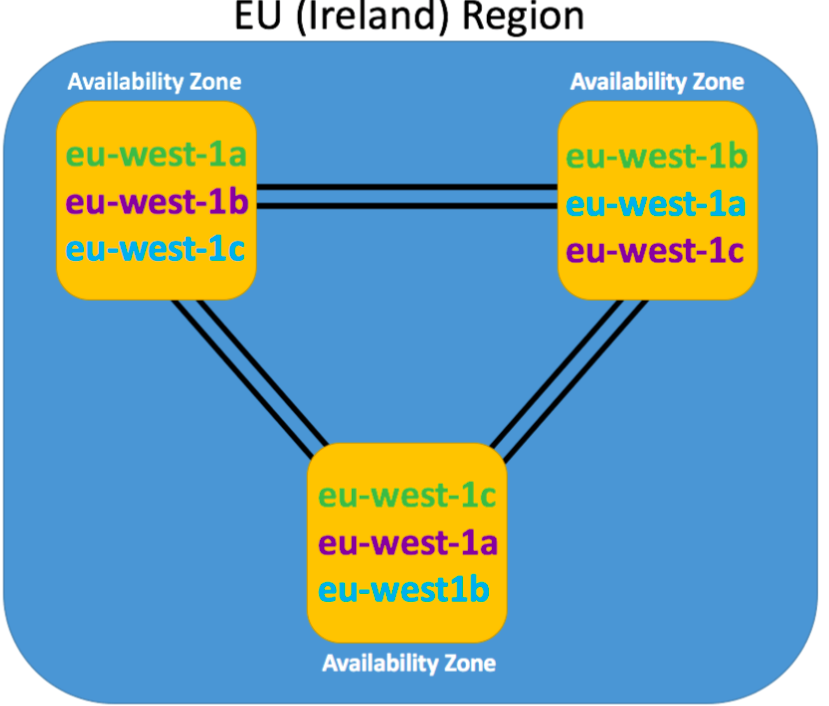 EU (Ireland) Region
Availability Zone
eu-west-1a
eu-west-1b
eu-west-1c
Availability Zone
eu-west-1b
eu-west-1a
eu-west-1c
eu-west-1c
eu-west-1a
eu-west1b
Availability Zone